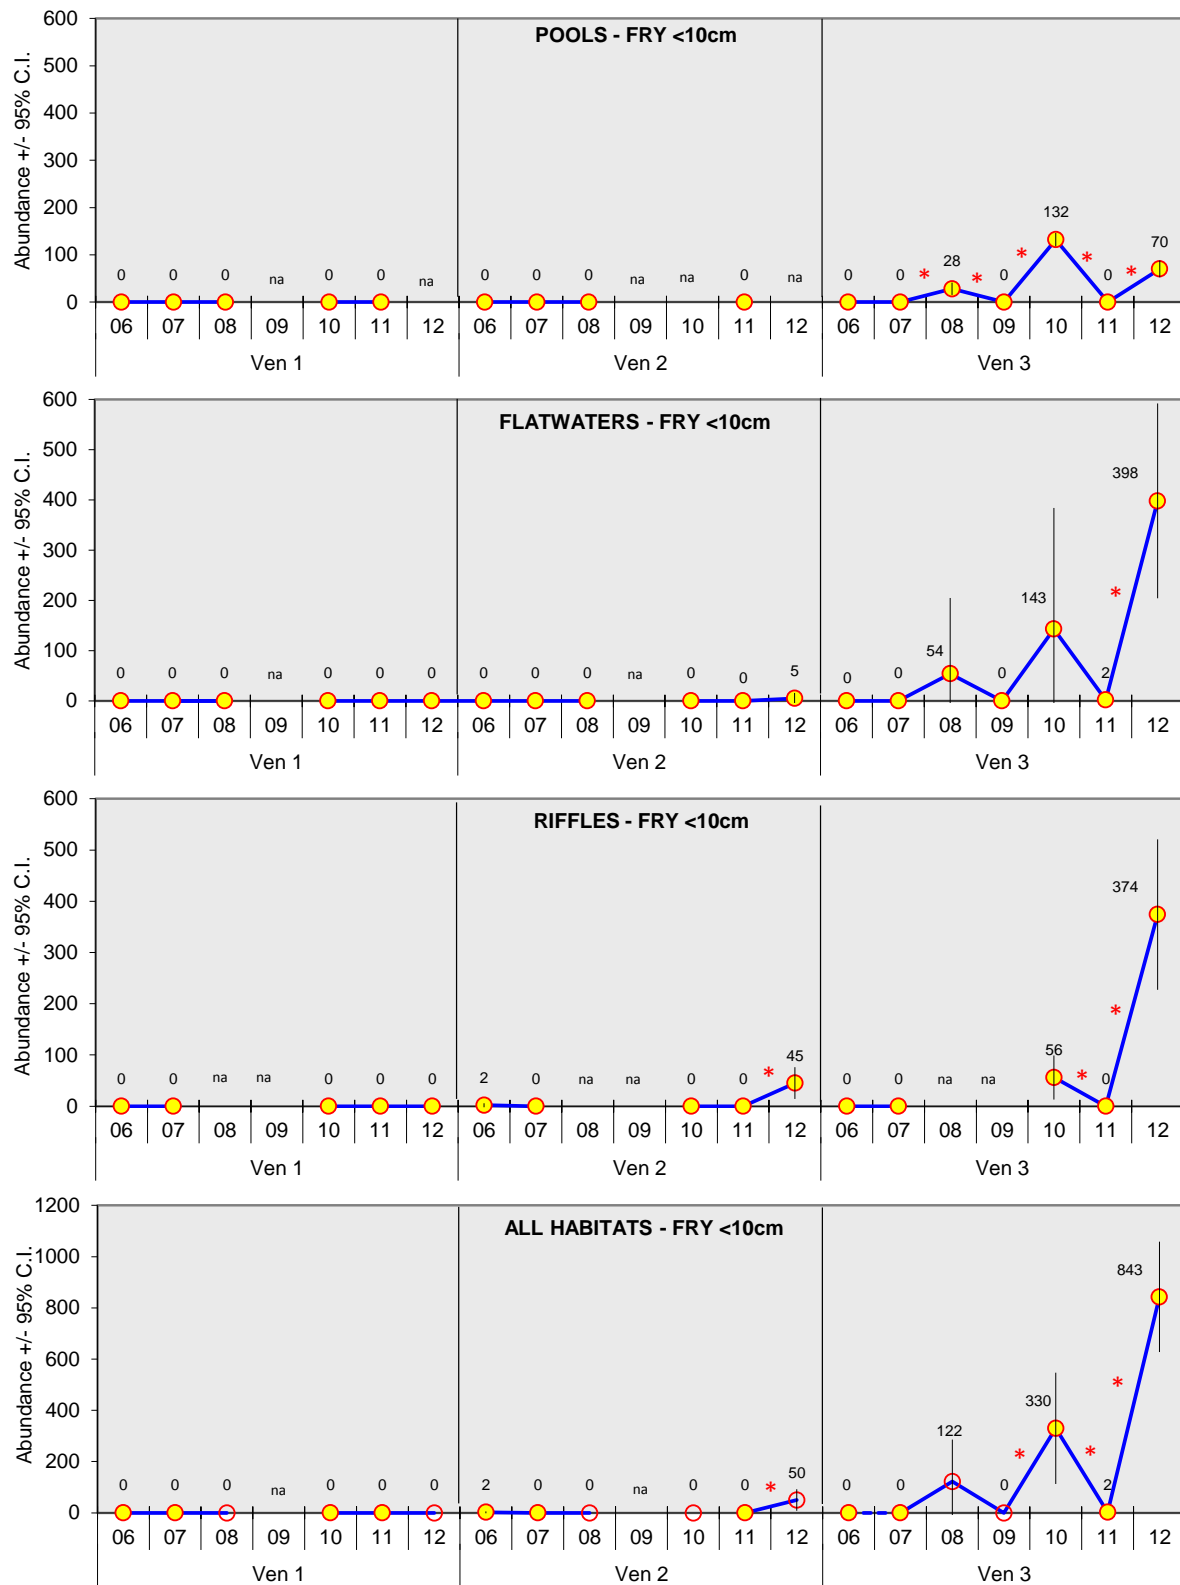 POOLS - FRY <10cm
Abundance +/- 95% C.I.
600
500
400
300
200
100
0
0 0 0 na 0 0 na 0 0 0 na na 0 na 0 0 * 28 * 0 * 132 * 0 * 70
06 07 08 09 10 11 12 06 07 08 09 10 11 12 06 07 08 09 10 11 12
Ven 1 Ven 2 Ven 3
FLATWATERS - FRY <10cm
Abundance +/- 95% C.I.
600
500
400
300
200
100
0
0 0 0 na 0 0 0 0 0 0 na 0 0 5 0 0 54 0 143 2 * 398
06 07 08 09 10 11 12 06 07 08 09 10 11 12 06 07 08 09 10 11 12
Ven 1 Ven 2 Ven 3
RIFFLES - FRY <10cm
Abundance +/- 95% C.I.
600
500
400
300
200
100
0
0 0 na na 0 0 0 2 0 na na 0 0 * 45 0 0 na na 56 * 0 * 374
06 07 08 09 10 11 12 06 07 08 09 10 11 12 06 07 08 09 10 11 12
Ven 1 Ven 2 Ven 3
ALL HABITATS - FRY <10cm
Abundance +/- 95% C.I.
1200
1000
800
600
400
200
0
0 0 0 na 0 0 0 2 0 0 na 0 0 * 50 0 0 122 0 * 330 * 2 * 843
06 07 08 09 10 11 12 06 07 08 09 10 11 12 06 07 08 09 10 11 12
Ven 1 Ven 2 Ven 3